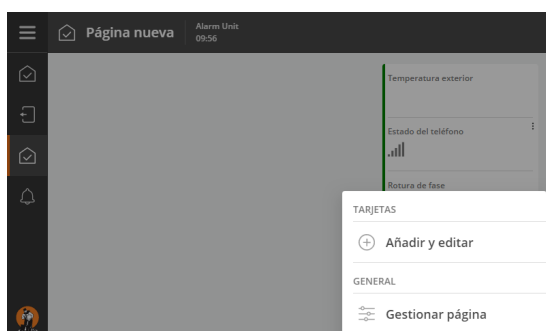 Página nueva
Alarm Unit
09:56
Temperatura exterior
Estado del teléfono
Rotura de fase
TARJETAS
Añadir y editar
GENERAL
Gestionar página